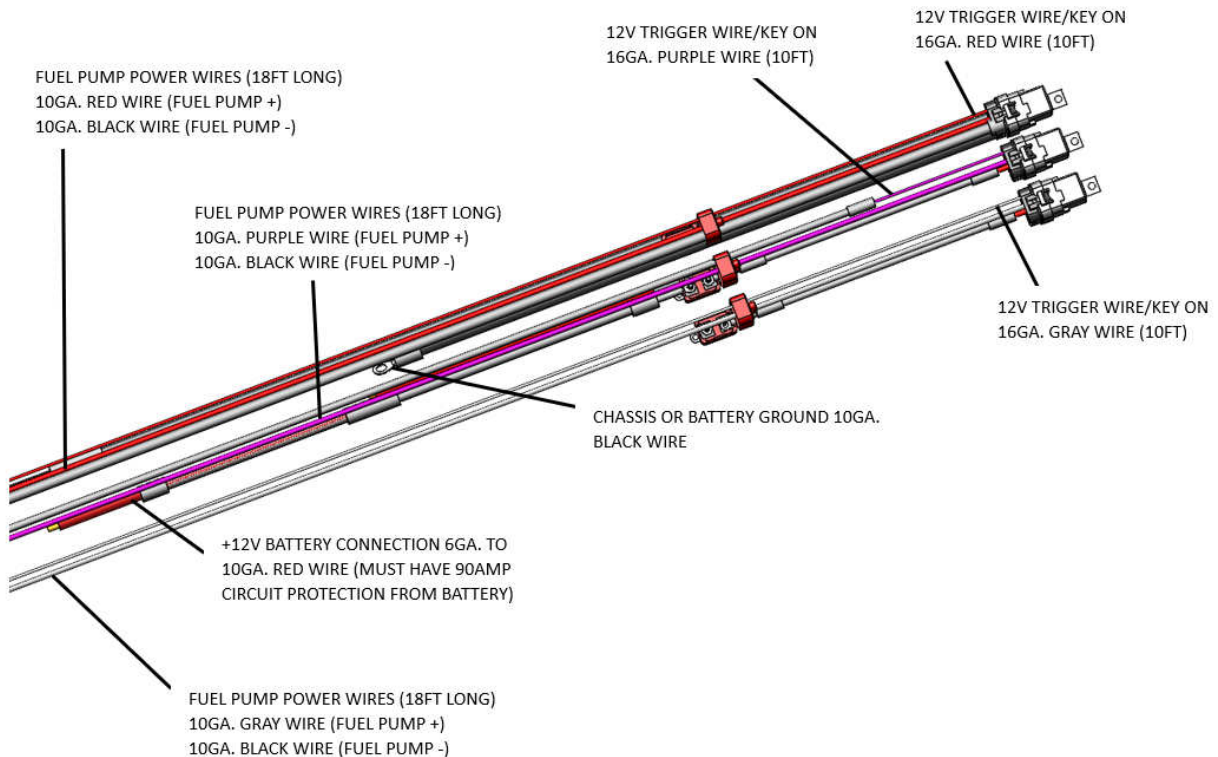 12V TRIGGER WIRE/KEY ON
16GA. RED WIRE (10FT)
12V TRIGGER WIRE/KEY ON
16GA. PURPLE WIRE (10FT)
FUEL PUMP POWER WIRES (18FT LONG)
10GA. RED WIRE (FUEL PUMP +)
10GA. BLACK WIRE (FUEL PUMP -)
FUEL PUMP POWER WIRES (18FT LONG)
10GA. PURPLE WIRE (FUEL PUMP +)
10GA. BLACK WIRE (FUEL PUMP -)
12V TRIGGER WIRE/KEY ON
16GA. GRAY WIRE (10FT)
CHASSIS OR BATTERY GROUND 10GA.
BLACK WIRE
+12V BATTERY CONNECTION 6GA. TO
10GA. RED WIRE (MUST HAVE 90AMP
CIRCUIT PROTECTION FROM BATTERY)
FUEL PUMP POWER WIRES (18FT LONG)
10GA. GRAY WIRE (FUEL PUMP +)
10GA. BLACK WIRE (FUEL PUMP -)